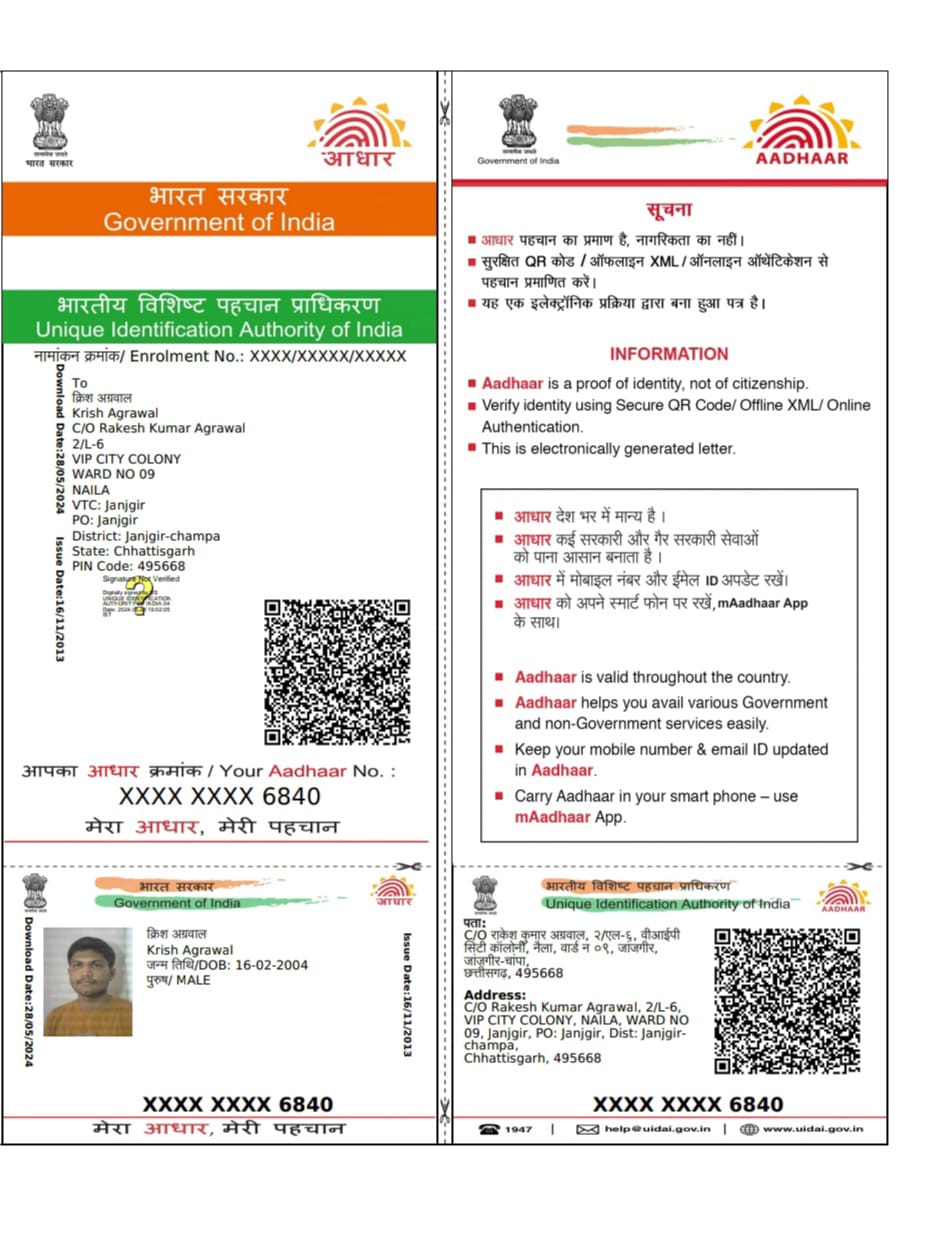 सत्यमेव जयते
भारत सरकार
आधार
भारत सरकार
Government of India
भारतीय विशिष्ट पहचान प्राधिकरण
Unique Identification Authority of India
नामांकन क्रमांक/ Enrolment No.: XXXX/XXXXX/XXXXX
Download Date:28/05/2024
Issue Date:16/11/2013
To
क्रिश अग्रवाल
Krish Agrawal
C/O Rakesh Kumar Agrawal
2/L-6
VIP CITY COLONY
WARD NO 09
NAILA
VTC: Janjgir
PO: Janjgir
District: Janjgir-champa
State: Chhattisgarh
PIN Code: 495668
Signature Not Verified
Digitally signed by DS
UNIQUE IDENTIFICATION
AUTHORITY OF INDIA 04
IST
आपका आधार क्रमांक / Your Aadhaar No. :
XXXX XXXX 6840
मेरा आधार, मेरी पहचान
सत्यमेव जयते
Government of India
AADHAAR
सूचना
आधार पहचान का प्रमाण है, नागरिकता का नहीं।
सुरक्षित QR कोड / ऑफलाइन XML / ऑनलाइन ऑथेंटिकेशन से
पहचान प्रमाणित करें।
यह एक इलेक्ट्रॉनिक प्रक्रिया द्वारा बना हुआ पत्र है।
INFORMATION
Aadhaar is a proof of identity, not of citizenship.
Verify identity using Secure QR Code/ Offline XML/ Online
Authentication.
This is electronically generated letter.
आधार देश भर में मान्य है ।
आधार कई सरकारी और गैर सरकारी सेवाओं
को पाना आसान बनाता है ।
आधार में मोबाइल नंबर और ईमेल ID अपडेट रखें।
आधार को अपने स्मार्ट फोन पर रखें, mAadhaar App
के साथ।
Aadhaar is valid throughout the country.
Aadhaar helps you avail various Government
and non-Government services easily.
Keep your mobile number & email ID updated
in Aadhaar.
Carry Aadhaar in your smart phone – use
mAadhaar App.
सत्यमेव जयते
भारत सरकार
Government of India
आधार
Download Date:28/05/2024
क्रिश अग्रवाल
Krish Agrawal
जन्म तिथि/DOB: 16-02-2004
पुरुष/ MALE
Issue Date:16/11/2013
XXXX XXXX 6840
मेरा आधार, मेरी पहचान
सत्यमेव जयते
भारतीय विशिष्ट पहचान प्राधिकरण
Unique Identification Authority of India
AADHAAR
पता:
C/O राकेश कुमार अग्रवाल, २/एल-६, वीआईपी
सिटी कॉलोनी, नैला, वार्ड न ०९, जांजगीर,
जांजगीर-चांपा,
छत्तीसगढ़, 495668
Address:
C/O Rakesh Kumar Agrawal, 2/L-6,
VIP CITY COLONY, NAILA, WARD NO
09, Janjgir, PO: Janjgir, Dist: Janjgir-
champa,
Chhattisgarh, 495668
XXXX XXXX 6840
1947 | help@uidai.gov.in | www.uidai.gov.in